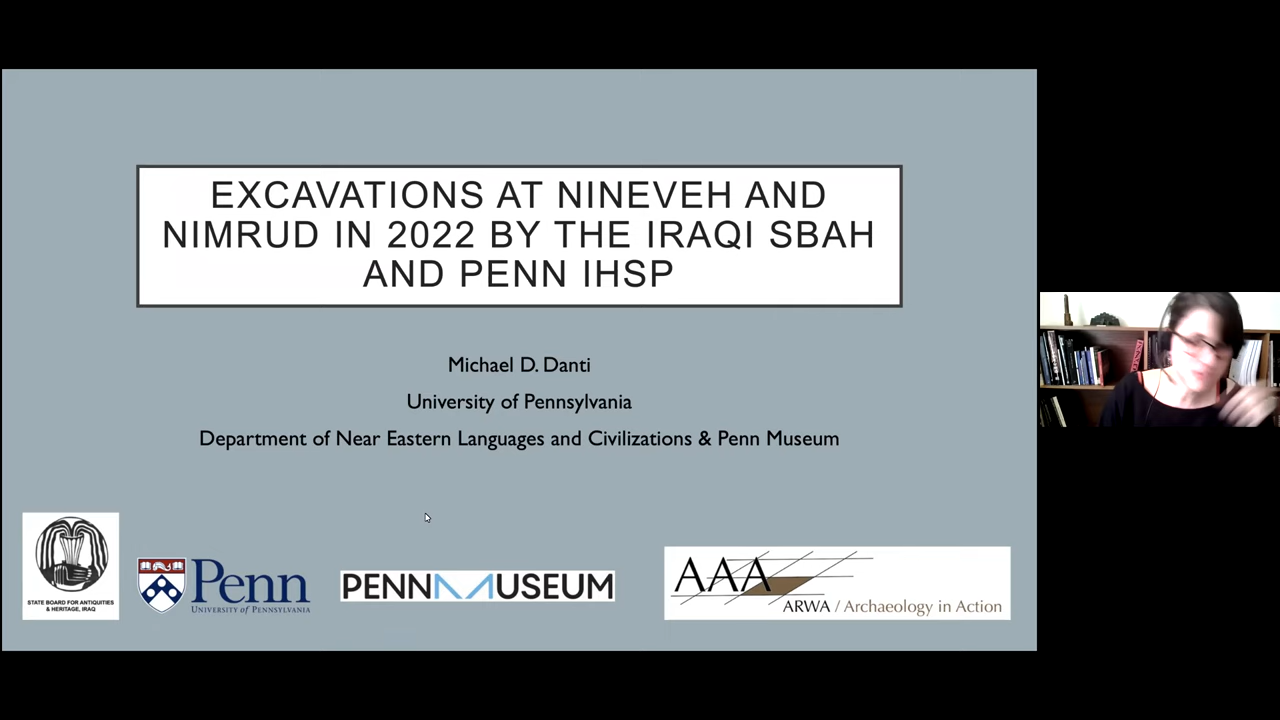 EXCAVATIONS AT NINEVEH AND
NIMRUD IN 2022 BY THE IRAQI SBAH
AND PENN IHSP
Michael D. Danti
University of Pennsylvania
Department of Near Eastern Languages and Civilizations & Penn Museum
STATE BOARD FOR ANTIQUITIES
& HERITAGE, IRAQ
Penn
UNIVERSITY of PENNSYLVANIA
PENN MUSEUM
AAA
ARWA / Archaeology in Action